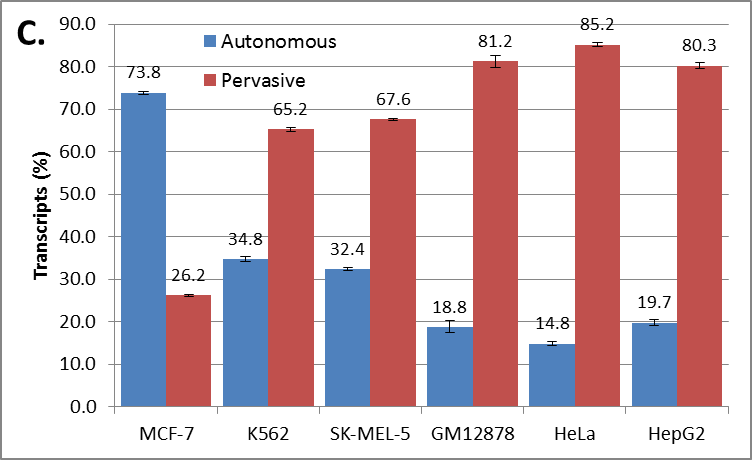 C.
Autonomous
Pervasive
Transcripts (%)
90.0
80.0
70.0
60.0
50.0
40.0
30.0
20.0
10.0
0.0
73.8
26.2
34.8
65.2
32.4
67.6
18.8
81.2
14.8
85.2
19.7
80.3
MCF-7
K562
SK-MEL-5
GM12878
HeLa
HepG2